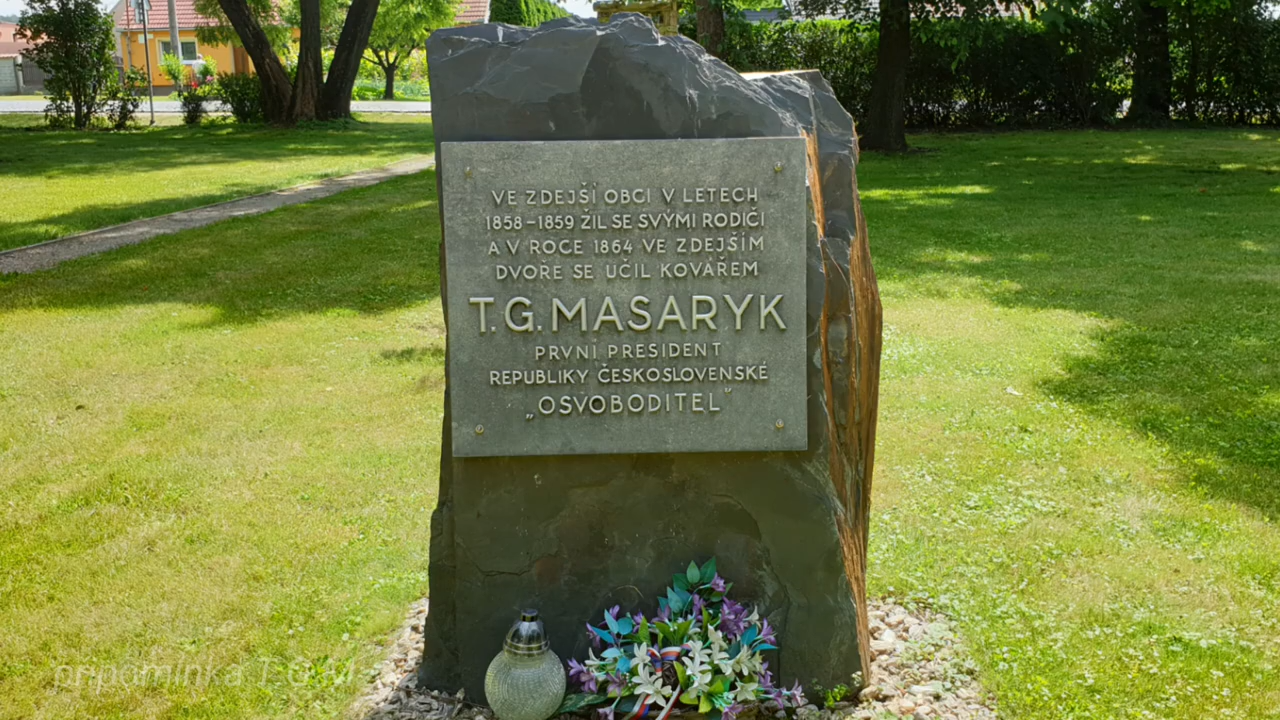 VE ZDEJŠÍ OBCI V LETECH
1858-1859 ŽIL SE SVÝMI RODIČI
A V ROCE 1864 VE ZDEJŠÍM
DVOŘE SE UČIL KOVÁŘEM
T. G. MASARYK
PRVNÍ PRESIDENT
REPUBLIKY ČESKOSLOVENSKÉ
„OSVOBODITEL"
připomínka T.G.M